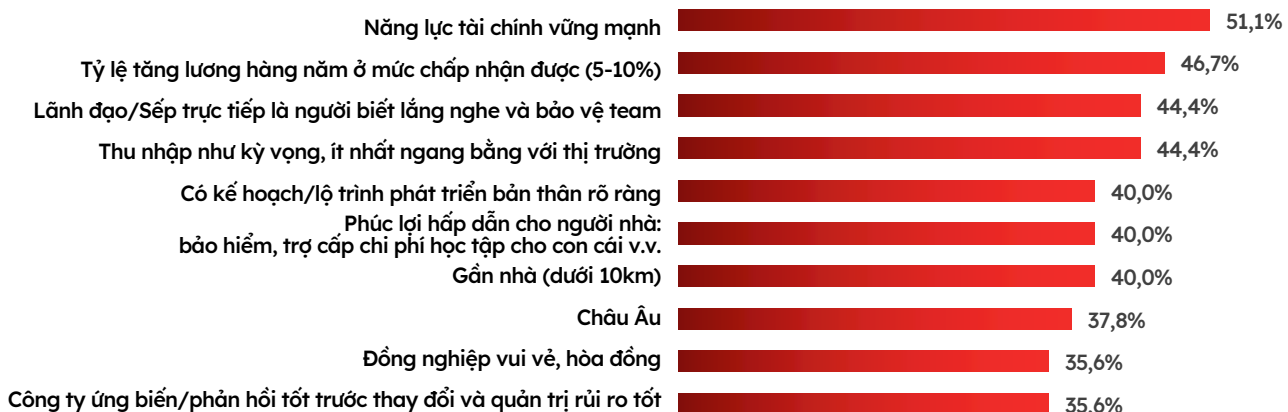 Năng lực tài chính vững mạnh 51,1%
Tỷ lệ tăng lương hàng năm ở mức chấp nhận được (5-10%) 46,7%
Lãnh đạo/Sếp trực tiếp là người biết lắng nghe và bảo vệ team 44,4%
Thu nhập như kỳ vọng, ít nhất ngang bằng với thị trường 44,4%
Có kế hoạch/lộ trình phát triển bản thân rõ ràng 40,0%
Phúc lợi hấp dẫn cho người nhà:
bảo hiểm, trợ cấp chi phí học tập cho con cái v.v. 40,0%
Gần nhà (dưới 10km) 40,0%
Châu Âu 37,8%
Đồng nghiệp vui vẻ, hòa đồng 35,6%
Công ty ứng biến/phản hồi tốt trước thay đổi và quản trị rủi ro tốt 35,6%